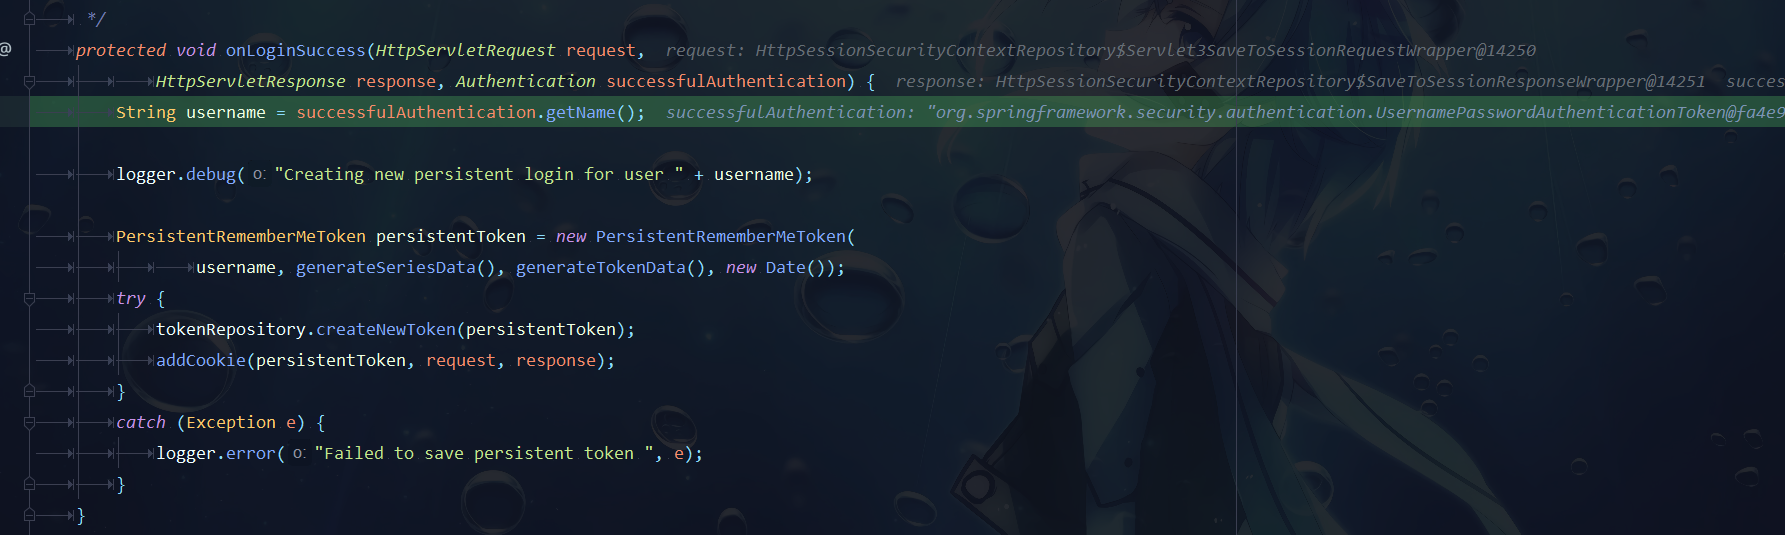 */
@ protected void onLoginSuccess(HttpServletRequest request, request: HttpSessionSecurityContextRepository$Servlet3SaveToSessionRequestWrapper@14250
HttpServletResponse response, Authentication successfulAuthentication) { response: HttpSessionSecurityContextRepository$SaveToSessionResponseWrapper@14251 succes
String username = successfulAuthentication.getName(); successfulAuthentication: "org.springframework.security.authentication.UsernamePasswordAuthenticationToken@fa4e9
logger.debug( o: "Creating new persistent login for user " + username);
PersistentRememberMeToken persistentToken = new PersistentRememberMeToken(
username, generateSeriesData(), generateTokenData(), new Date());
try {
tokenRepository.createNewToken(persistentToken);
addCookie(persistentToken, request, response);
}
catch (Exception e) {
logger.error( o: "Failed to save persistent token ", e);
}
}